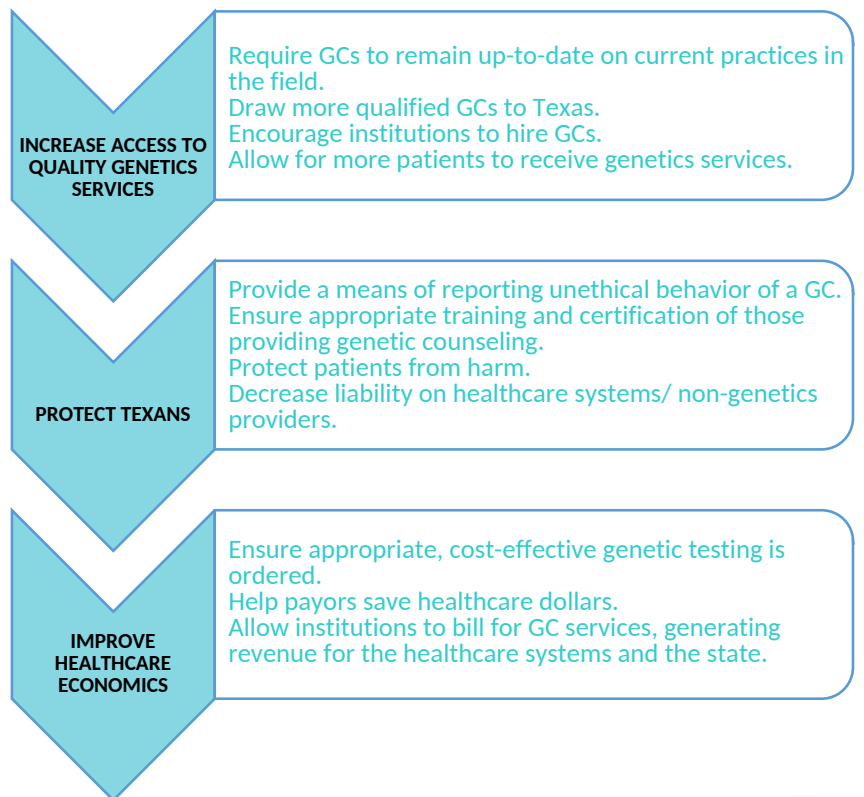 INCREASE ACCESS TO
QUALITY GENETICS
SERVICES
Require GCs to remain up-to-date on current practices in
the field.
Draw more qualified GCs to Texas.
Encourage institutions to hire GCs.
Allow for more patients to receive genetics services.
PROTECT TEXANS
Provide a means of reporting unethical behavior of a GC.
Ensure appropriate training and certification of those
providing genetic counseling.
Protect patients from harm.
Decrease liability on healthcare systems/ non-genetics
providers.
IMPROVE
HEALTHCARE
ECONOMICS
Ensure appropriate, cost-effective genetic testing is
ordered.
Help payors save healthcare dollars.
Allow institutions to bill for GC services, generating
revenue for the healthcare systems and the state.